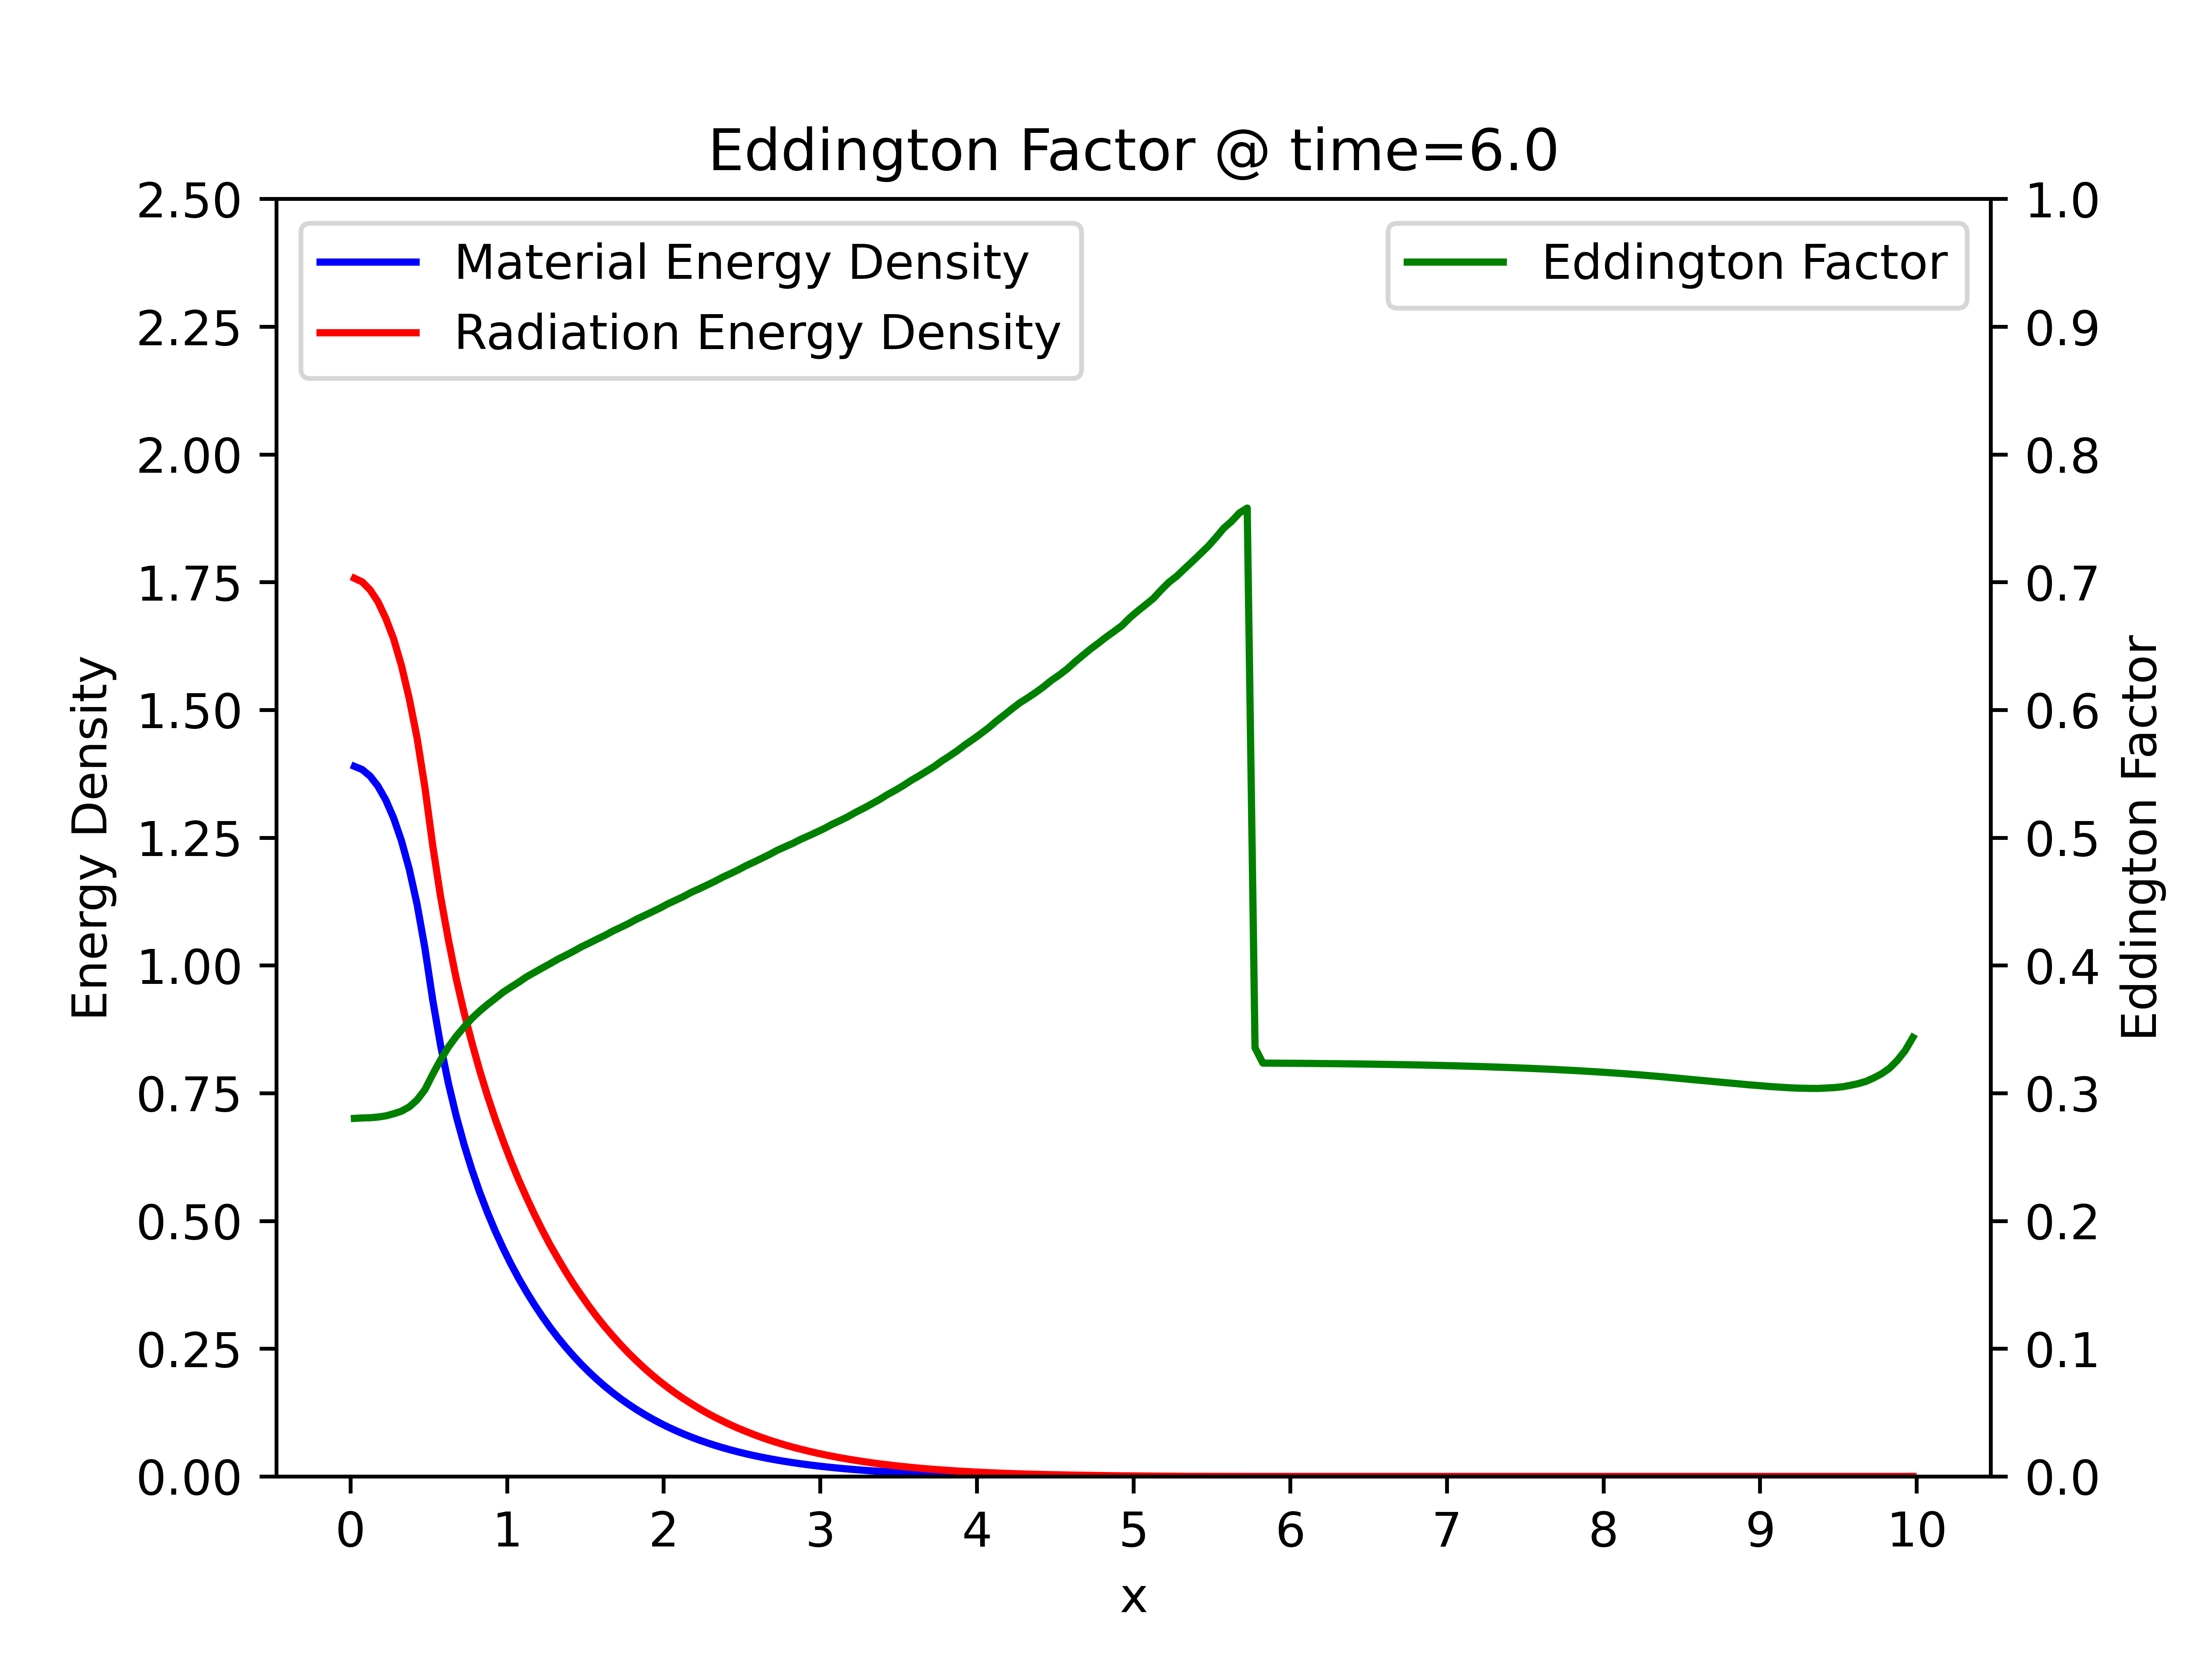 Eddington Factor @ time=6.0
Material Energy Density
Radiation Energy Density
Eddington Factor
2.50
2.25
2.00
1.75
1.50
1.25
1.00
0.75
0.50
0.25
0.00
Energy Density
1.0
0.9
0.8
0.7
0.6
0.5
0.4
0.3
0.2
0.1
0.0
Eddington Factor
0 1 2 3 4 5 6 7 8 9 10
x